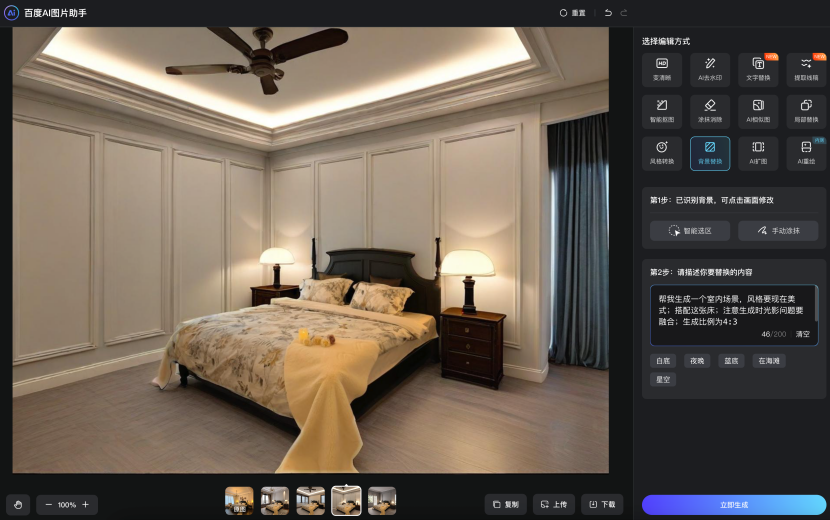 百度AI图片助手
重置
选择编辑方式
HD
变清晰
AI去水印
文字替换
提取线稿
智能抠图
涂抹消除
AI相似图
局部替换
风格转换
背景替换
AI扩图
AI重绘
第1步：已识别背景，可点击画面修改
智能选区
手动涂抹
第2步：请描述你要替换的内容
帮我生成一个室内场景，风格要现在美
式；搭配这张床；注意生成时光影问题要
融合；生成比例为4:3
46/200
清空
白底
夜晚
蓝底
在海滩
星空
100%
原图
复制
上传
下载
立即生成